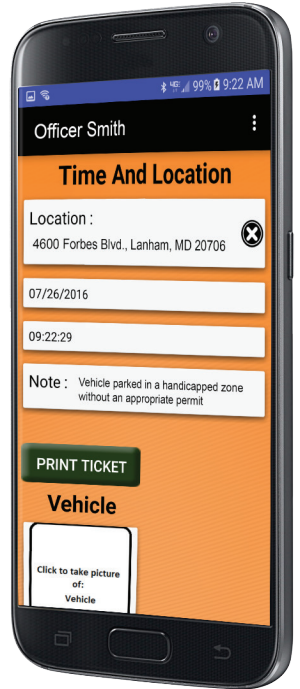 4G LTE 99% 9:22 AM
Officer Smith
Time And Location
Location :
4600 Forbes Blvd., Lanham, MD 20706
07/26/2016
09:22:29
Note : Vehicle parked in a handicapped zone
without an appropriate permit
PRINT TICKET
Vehicle
Click to take picture
of:
Vehicle